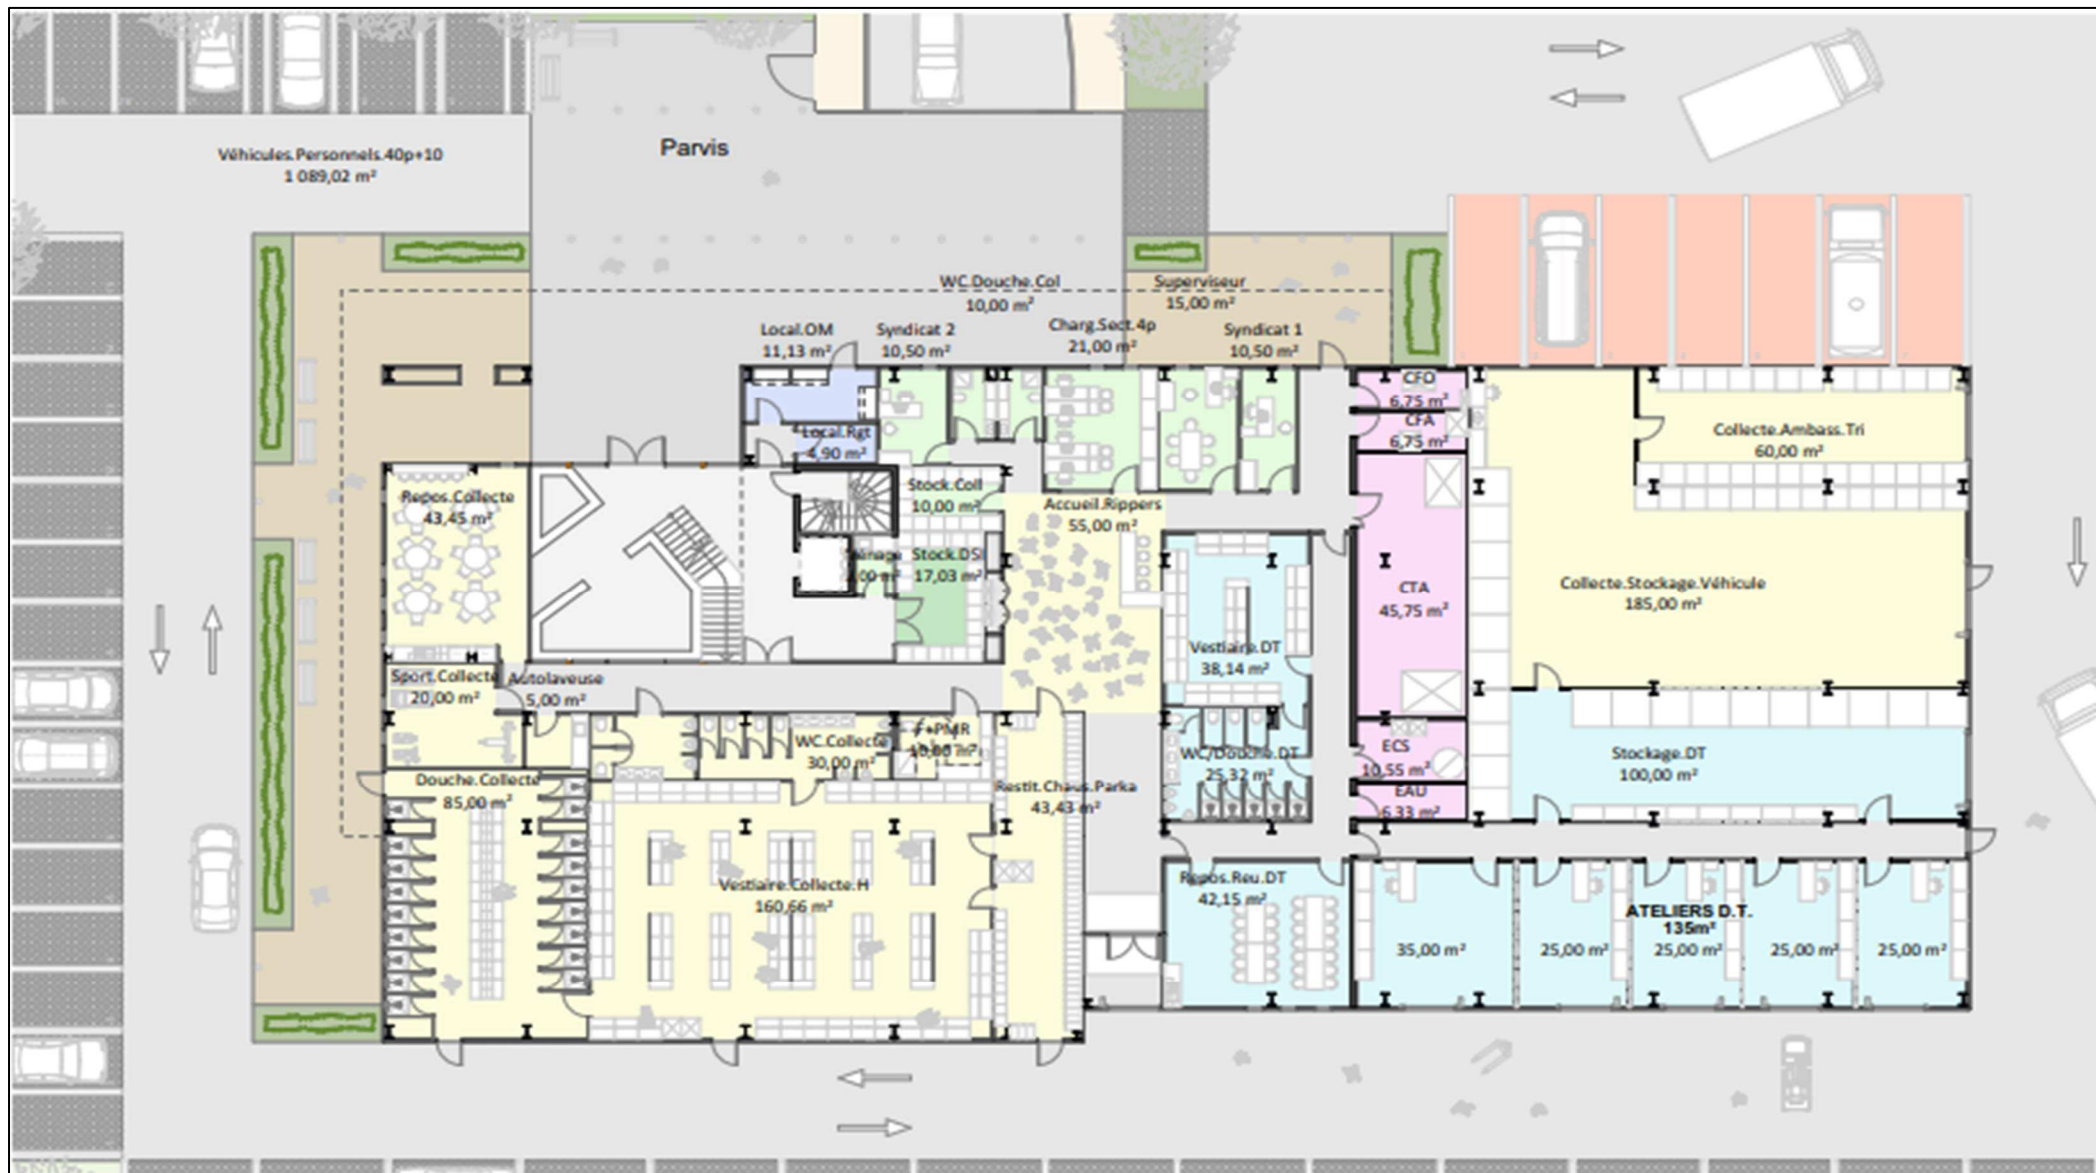 Véhicules.Personnels.40p+10
1 089,02 m²
Parvis
WC.Douche.Col
10,00 m²
Superviseur
15,00 m²
Local.OM
11,13 m²
Syndicat 2
10,50 m²
Charg.Sect.4p
21,00 m²
Syndicat 1
10,50 m²
CFO
6,75 m²
CFA
6,75 m²
Collecte.Ambass.Tri
60,00 m²
Local.Rgt
4,90 m²
Repos.Collecte
43,45 m²
Stock.Coll
10,00 m²
Accueil.Rippers
55,00 m²
Stock.DSI
17,03 m²
CTA
45,75 m²
Collecte.Stockage.Véhicule
185,00 m²
Vestiaire.DT
38,14 m²
Sport.Collecte
20,00 m²
Autolaveuse
5,00 m²
WC.Collecte
30,00 m²
F+PMR
10,00 m²
WC/Douche.DT
25,32 m²
ECS
10,55 m²
Stockage.DT
100,00 m²
Douche.Collecte
85,00 m²
Restit.Chaus.Parka
43,43 m²
EAU
6,33 m²
Vestiaire.Collecte.H
160,66 m²
Repos.Reu.DT
42,15 m²
ATELIERS D.T.
135m²
35,00 m²
25,00 m²
25,00 m²
25,00 m²
25,00 m²